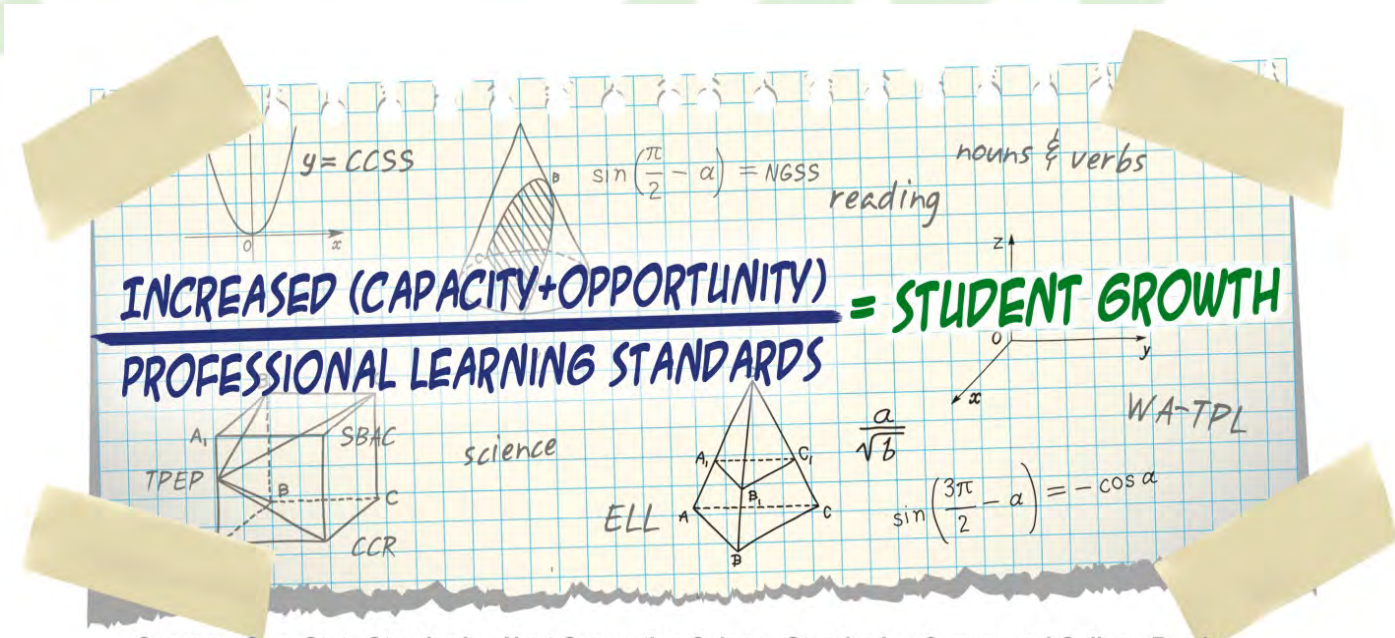 y = CCSS
sin(π/2 - α) = NGSS
nouns & verbs
reading
B
0
x
z
INCREASED (CAPACITY+OPPORTUNITY)
= STUDENT GROWTH
PROFESSIONAL LEARNING STANDARDS
0
y
x
A₁
SBAC
TPEP
B
C
CCR
science
ELL
A₁
C₁
B₁
A
C
B
a/√b
WA-TPL
sin(3π/2 - α) = - cos α